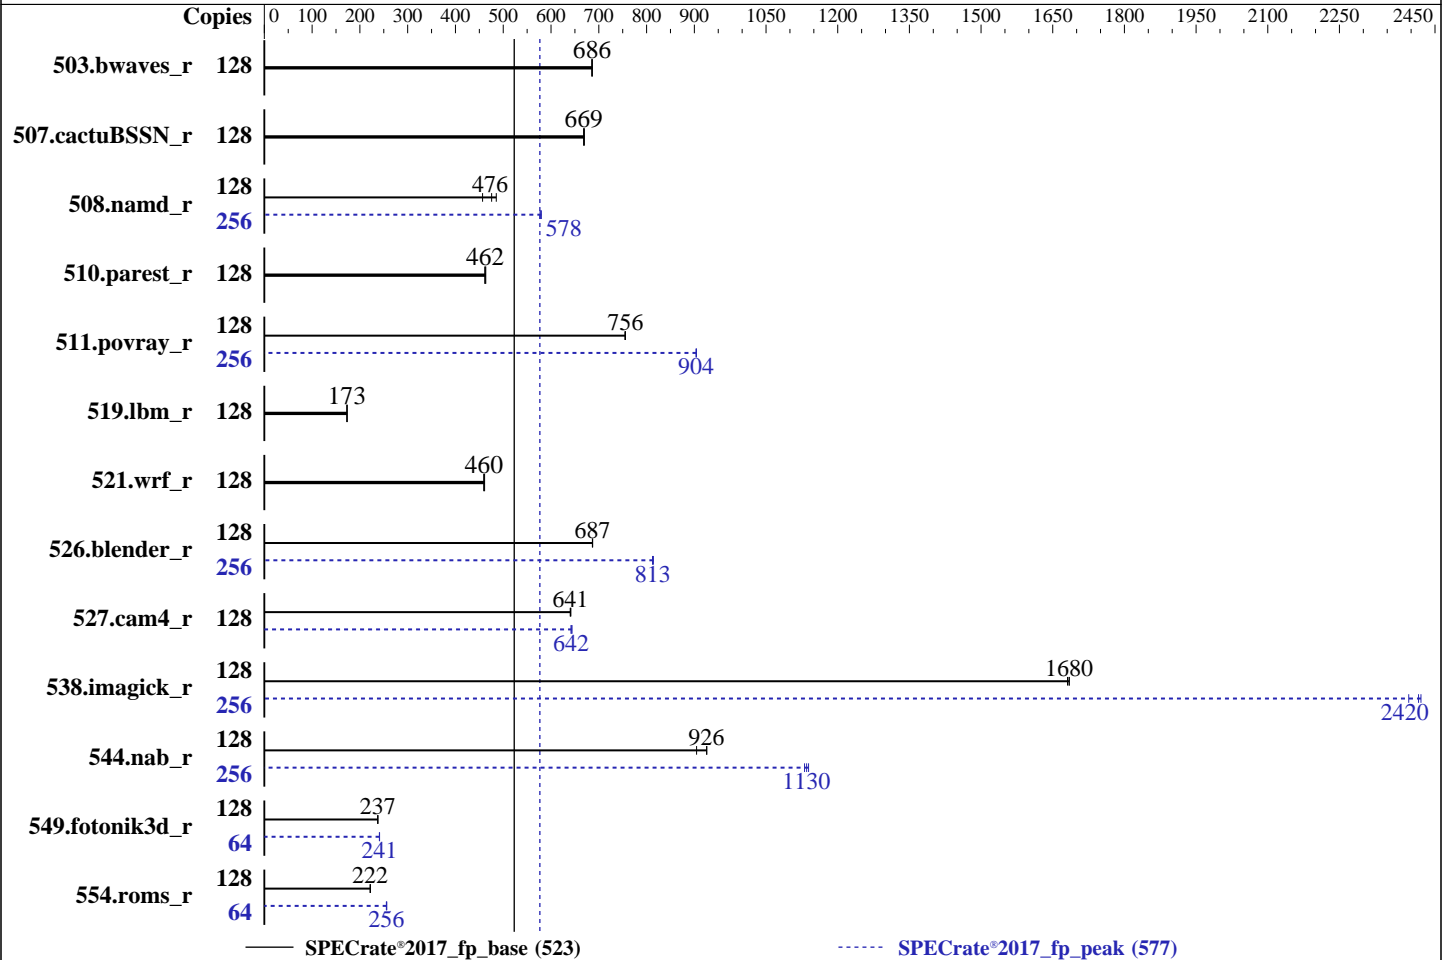 Copies 0 100 200 300 400 500 600 700 800 900 1050 1200 1350 1500 1650 1800 1950 2100 2250 2450
503.bwaves_r 128 686
507.cactuBSSN_r 128 669
508.namd_r 128 476
256 578
510.parest_r 128 462
511.povray_r 128 756
256 904
519.lbm_r 128 173
521.wrf_r 128 460
526.blender_r 128 687
256 813
527.cam4_r 128 641
642
538.imagick_r 128 1680
256 2420
544.nab_r 128 926
256 1130
549.fotonik3d_r 128 237
64 241
554.roms_r 128 222
64 256
SPECrate®2017_fp_base (523) SPECrate®2017_fp_peak (577)